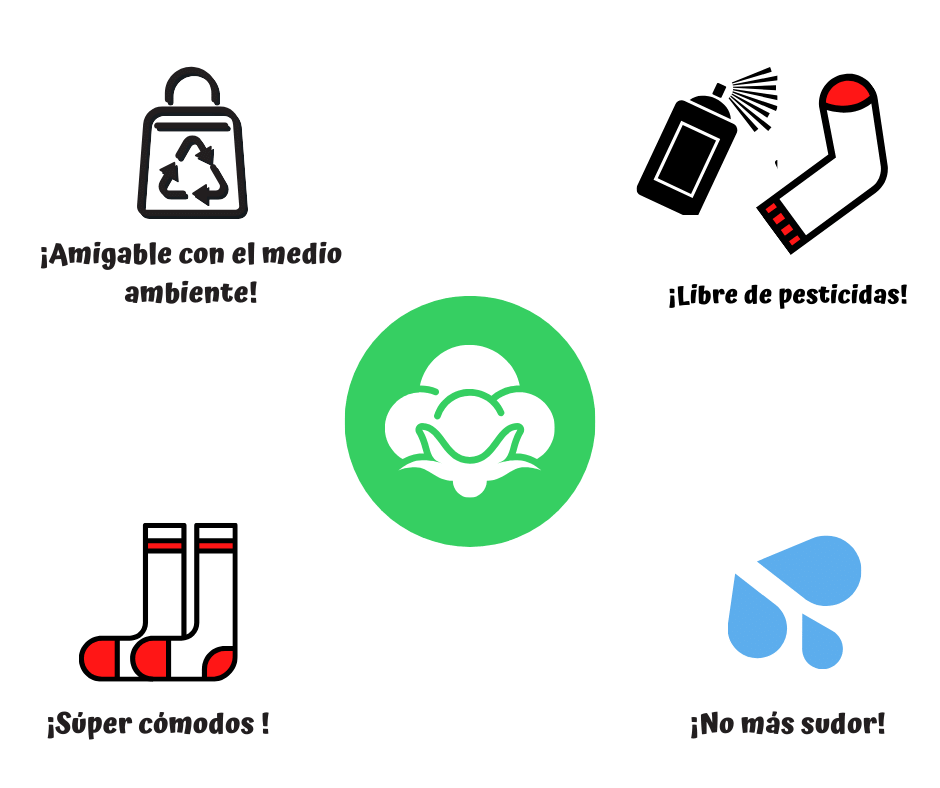 ¡Amigable con el medio
ambiente!
¡Libre de pesticidas!
¡Súper cómodos !
¡No más sudor!